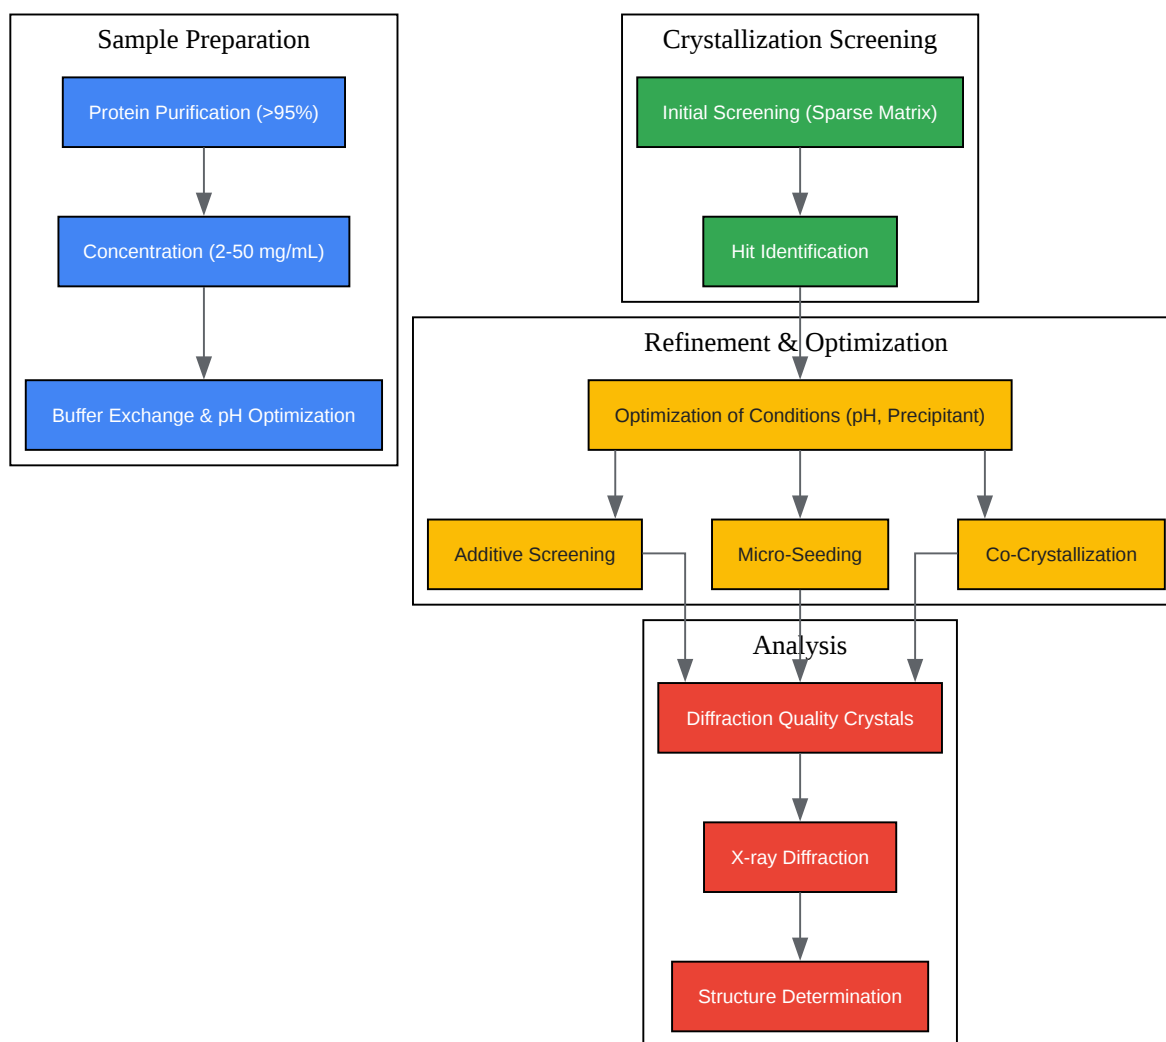 Sample Preparation
Protein Purification (>95%)
Concentration (2-50 mg/mL)
Buffer Exchange & pH Optimization
Crystallization Screening
Initial Screening (Sparse Matrix)
Hit Identification
Refinement & Optimization
Optimization of Conditions (pH, Precipitant)
Additive Screening
Micro-Seeding
Co-Crystallization
Analysis
Diffraction Quality Crystals
X-ray Diffraction
Structure Determination